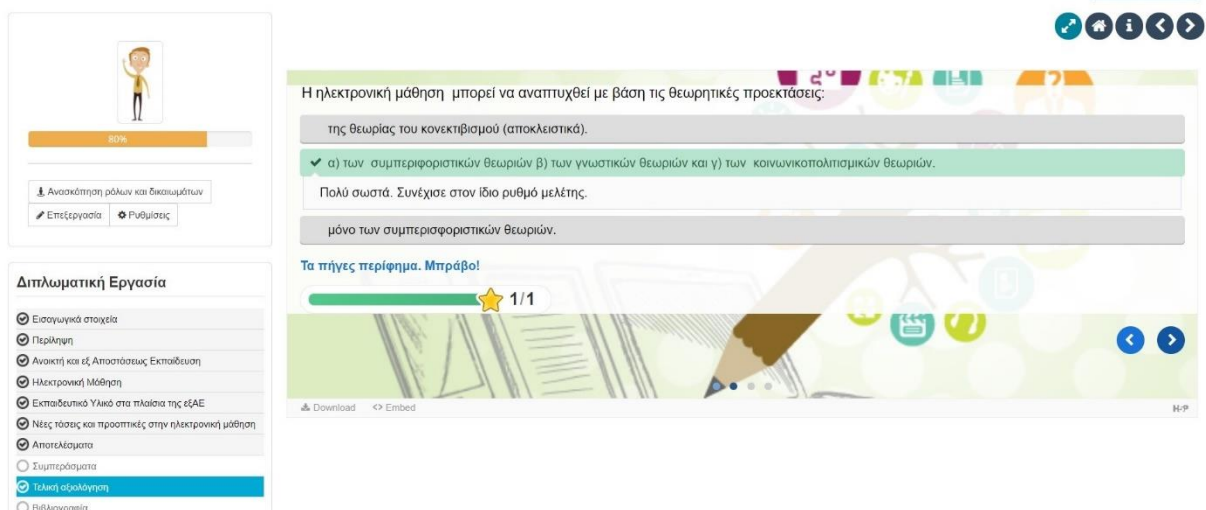 80%
Ανασκόπηση ρόλων και δικαιωμάτων
Επεξεργασία
Ρυθμίσεις
Διπλωματική Εργασία
Εισαγωγικά στοιχεία
Περίληψη
Ανοικτή και εξ Αποστάσεως Εκπαίδευση
Ηλεκτρονική Μάθηση
Εκπαιδευτικό Υλικό στα πλαίσια της εξΑΕ
Νέες τάσεις και προοπτικές στην ηλεκτρονική μάθηση
Αποτελέσματα
Συμπεράσματα
Τελική αξιολόγηση
Βιβλιογραφία
Η ηλεκτρονική μάθηση μπορεί να αναπτυχθεί με βάση τις θεωρητικές προεκτάσεις:
της θεωρίας του κονεκτιβισμού (αποκλειστικά).
α) των συμπεριφοριστικών θεωριών β) των γνωστικών θεωριών και γ) των κοινωνικοπολιτισμικών θεωριών.
Πολύ σωστά. Συνέχισε στον ίδιο ρυθμό μελέτης.
μόνο των συμπερισφοριστικών θεωριών.
Τα πήγες περίφημα. Μπράβο!
1/1
Download <> Embed
H-P